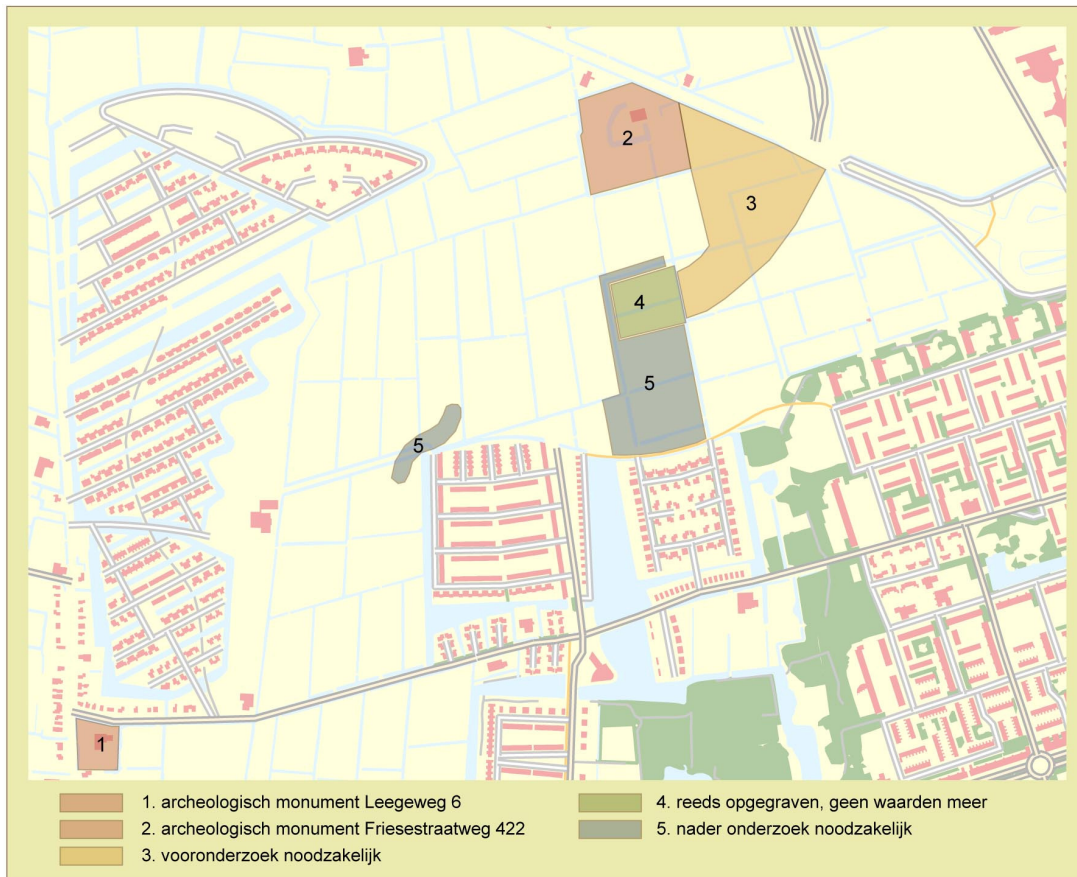 2
3
4
5
5
1
1. archeologisch monument Leegeweg 6
2. archeologisch monument Friesestraatweg 422
3. vooronderzoek noodzakelijk
4. reeds opgegraven, geen waarden meer
5. nader onderzoek noodzakelijk